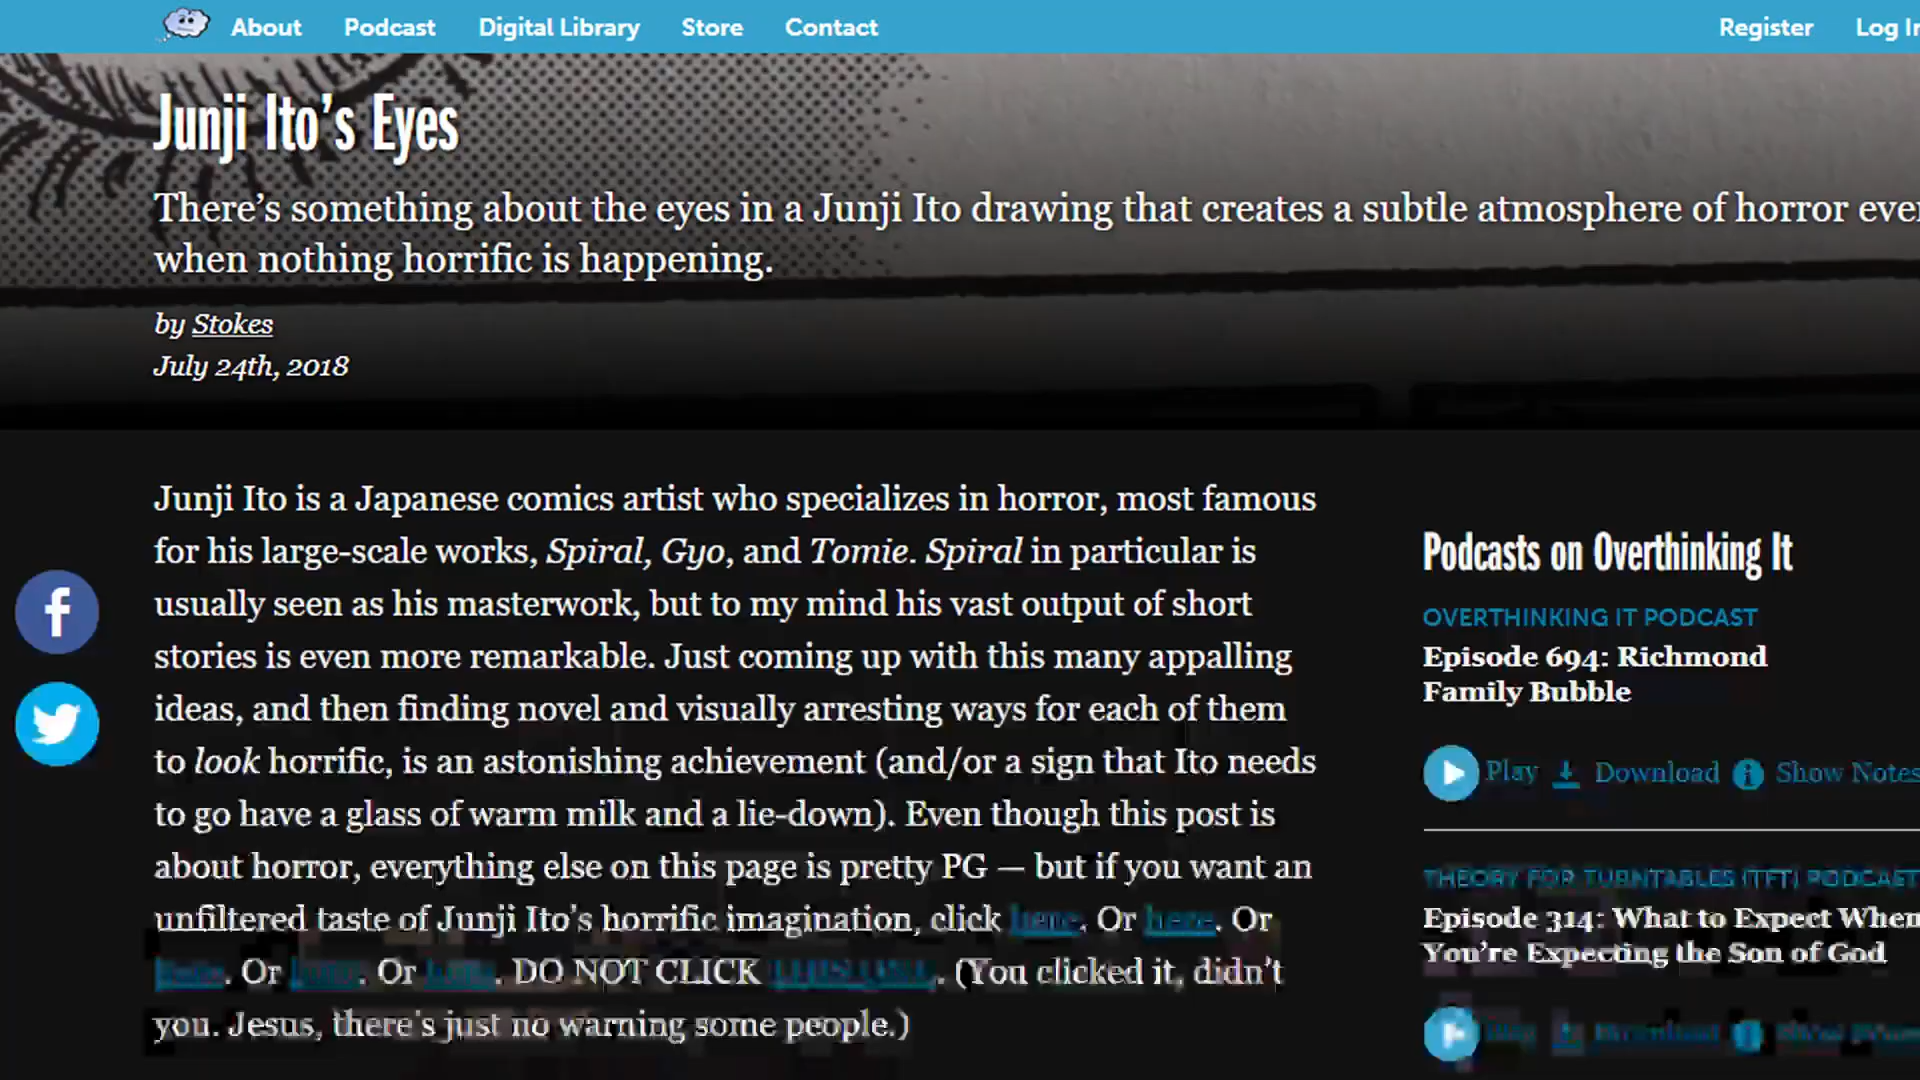 About Podcast Digital Library Store Contact Register Log In
Junji Ito's Eyes
There's something about the eyes in a Junji Ito drawing that creates a subtle atmosphere of horror even
when nothing horrific is happening.
by Stokes
July 24th, 2018
Junji Ito is a Japanese comics artist who specializes in horror, most famous
for his large-scale works, Spiral, Gyo, and Tomie. Spiral in particular is
usually seen as his masterwork, but to my mind his vast output of short
stories is even more remarkable. Just coming up with this many appalling
ideas, and then finding novel and visually arresting ways for each of them
to look horrific, is an astonishing achievement (and/or a sign that Ito needs
to go have a glass of warm milk and a lie-down). Even though this post is
about horror, everything else on this page is pretty PG — but if you want an
unfiltered taste of Junji Ito's horrific imagination, click here. Or here. Or
. Or . Or . DO NOT CLICK . (You clicked it, didn't
you. Jesus, there's just no warning some people.)
Podcasts on Overthinking It
OVERTHINKING IT PODCAST
Episode 694: Richmond
Family Bubble
Play Download Show Notes
THEORY FOR TURNTABLES (TFT) PODCAST
Episode 314: What to Expect When
You're Expecting the Son of God